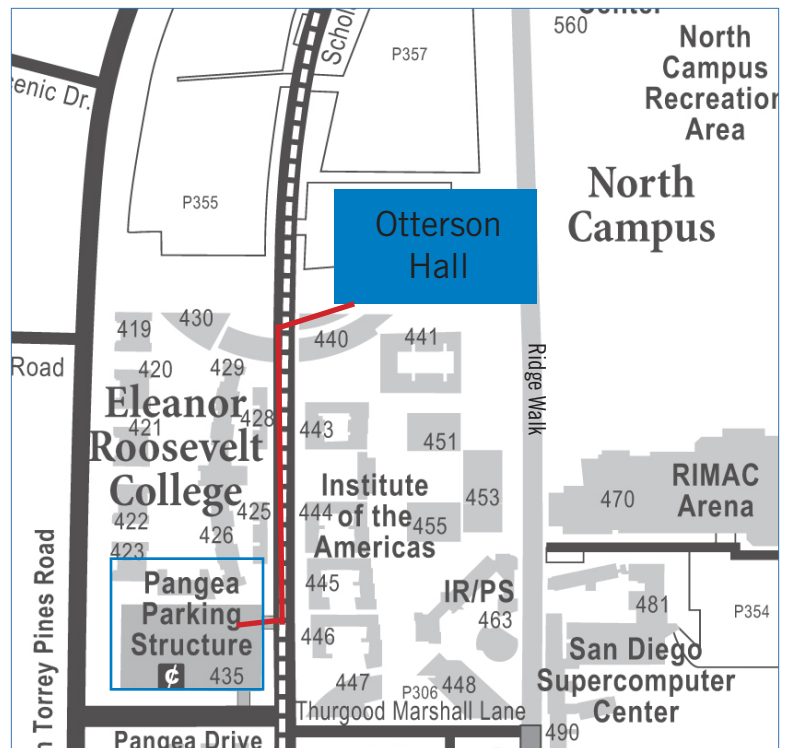 Center
560
North
Campus
Recreation
Area
Schol
P357
enic Dr.
P355
North
Campus
Otterson
Hall
419
430
440
441
Road
420
429
Ridge Walk
Eleanor
Roosevelt
College
428
421
443
451
RIMAC
Arena
470
453
Institute
of the
Americas
425
444
455
422
426
423
Pangea
Parking
Structure
¢
435
445
IR/PS
463
481
P354
446
San Diego
Supercomputer
Center
447
P306
448
n Torrey Pines Road
Thurgood Marshall Lane
Pangea Drive
490